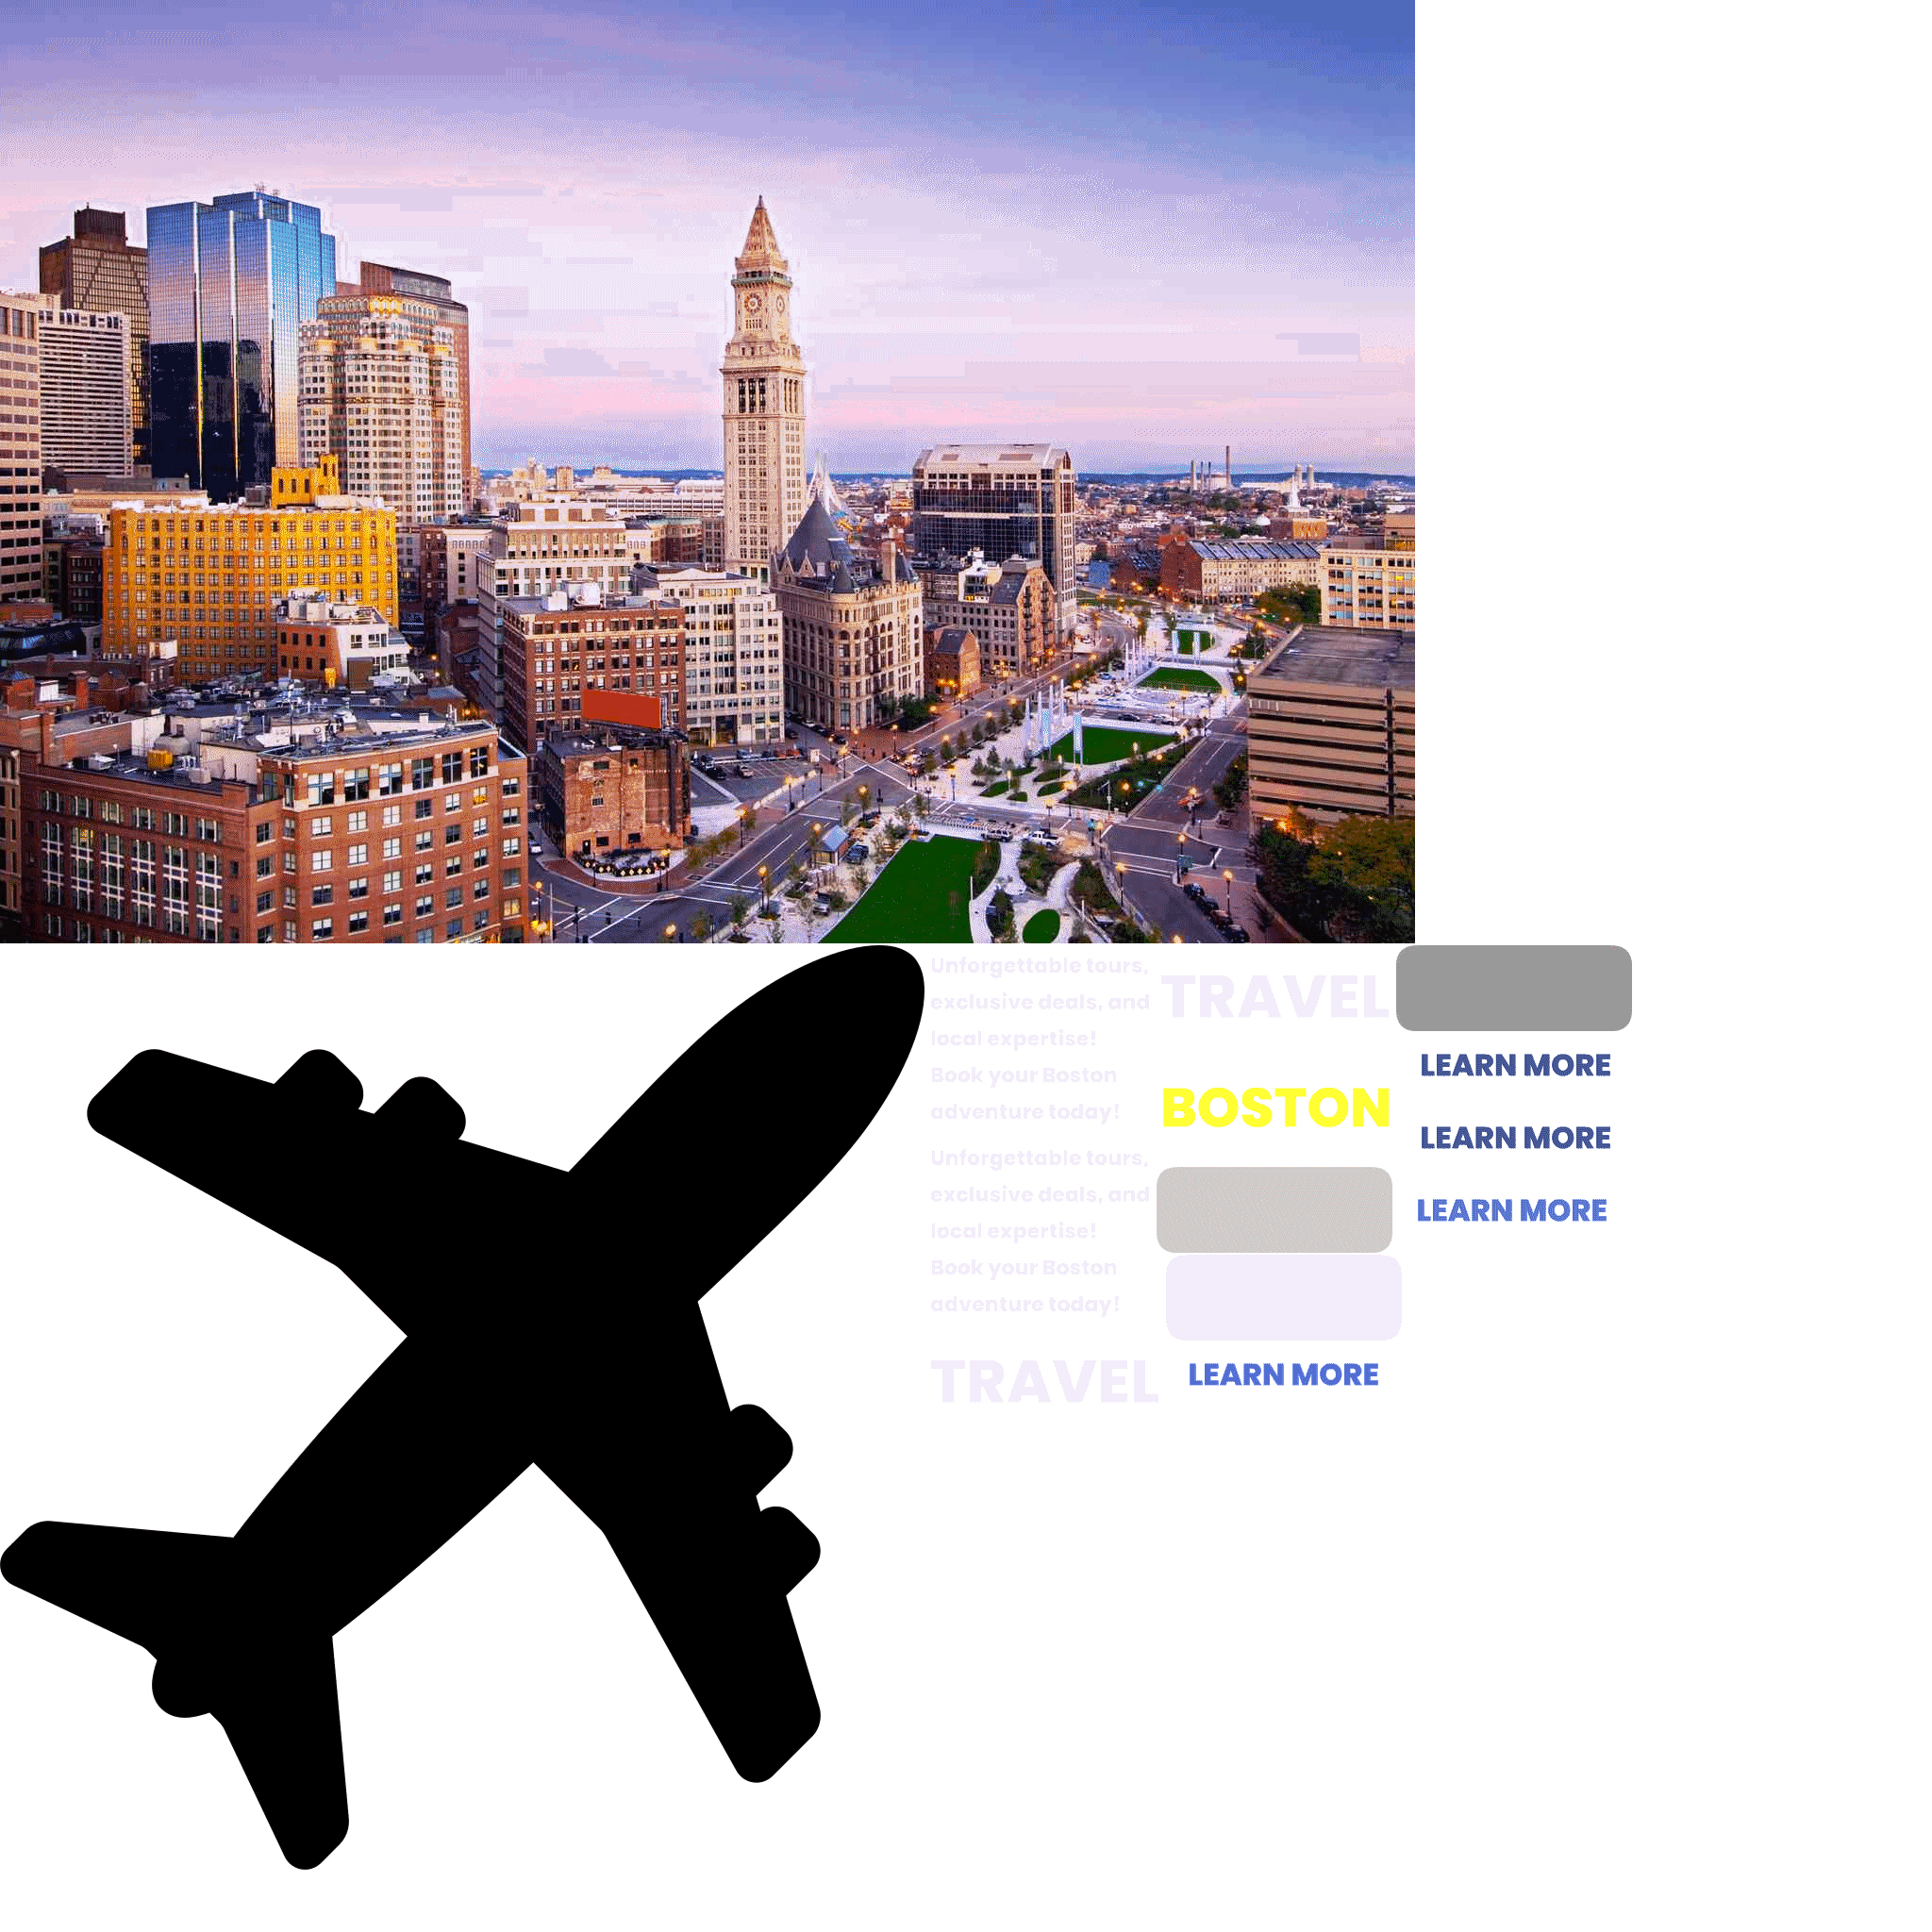 Unforgettable tours,
exclusive deals, and
local expertise!
Book your Boston
adventure today!
Unforgettable tours,
exclusive deals, and
local expertise!
Book your Boston
adventure today!
TRAVEL
TRAVEL
BOSTON
LEARN MORE
LEARN MORE
LEARN MORE
LEARN MORE